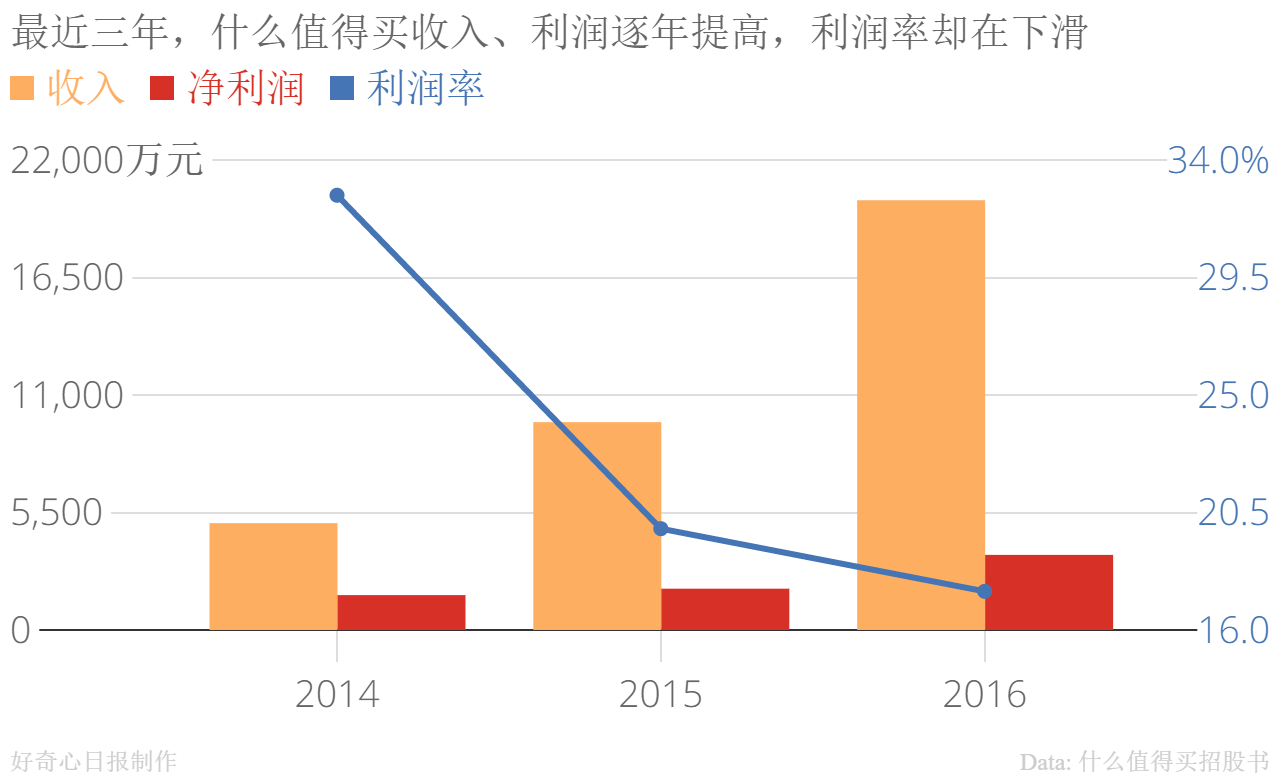 最近三年，什么值得买收入、利润逐年提高，利润率却在下滑
收入 净利润 利润率
22,000万元 34.0%
16,500 29.5
11,000 25.0
5,500 20.5
0 16.0
2014 2015 2016
好奇心日报制作 Data: 什么值得买招股书